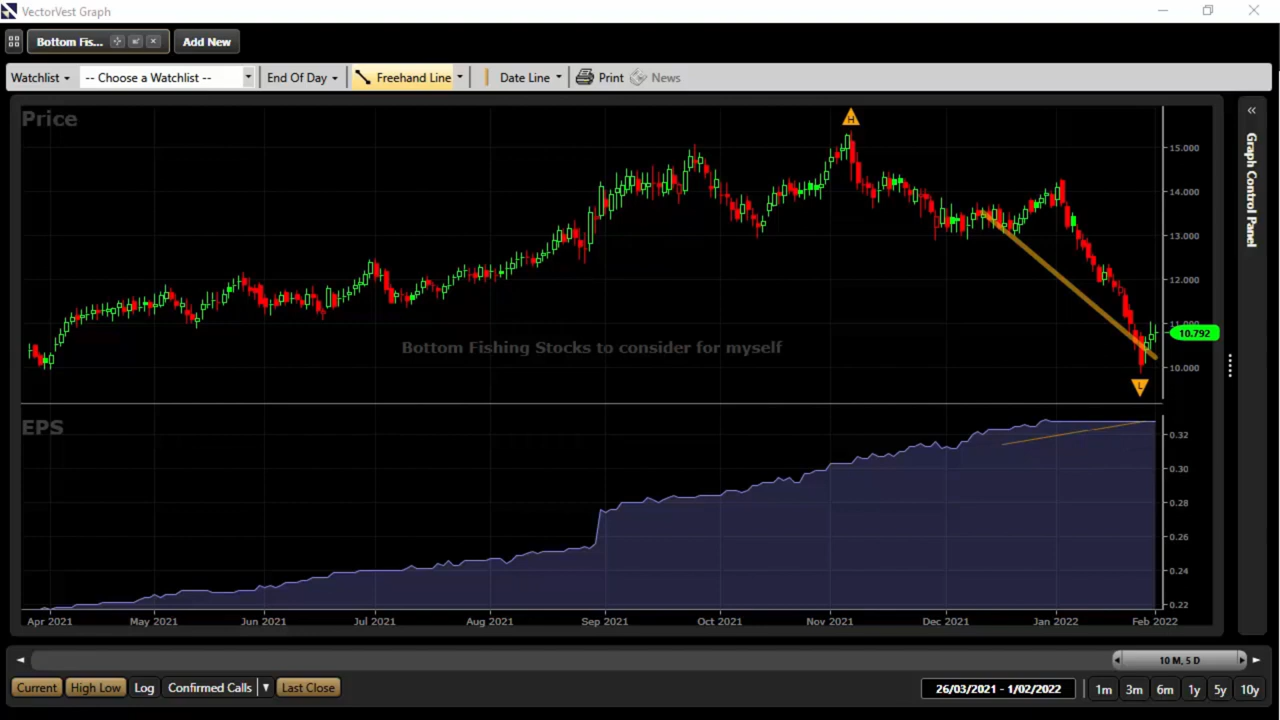 VectorVest Graph
Bottom Fis... Add New
Watchlist -- Choose a Watchlist -- End Of Day Freehand Line Date Line Print News
Price
H
15.000
14.000
13.000
12.000
11.000
10.792
10.000
Bottom Fishing Stocks to consider for myself
L
EPS
0.32
0.30
0.28
0.26
0.24
0.22
Apr 2021 May 2021 Jun 2021 Jul 2021 Aug 2021 Sep 2021 Oct 2021 Nov 2021 Dec 2021 Jan 2022 Feb 2022
Graph Control Panel
10 M, 5 D
Current High Low Log Confirmed Calls Last Close 26/03/2021 - 1/02/2022 1m 3m 6m 1y 5y 10y